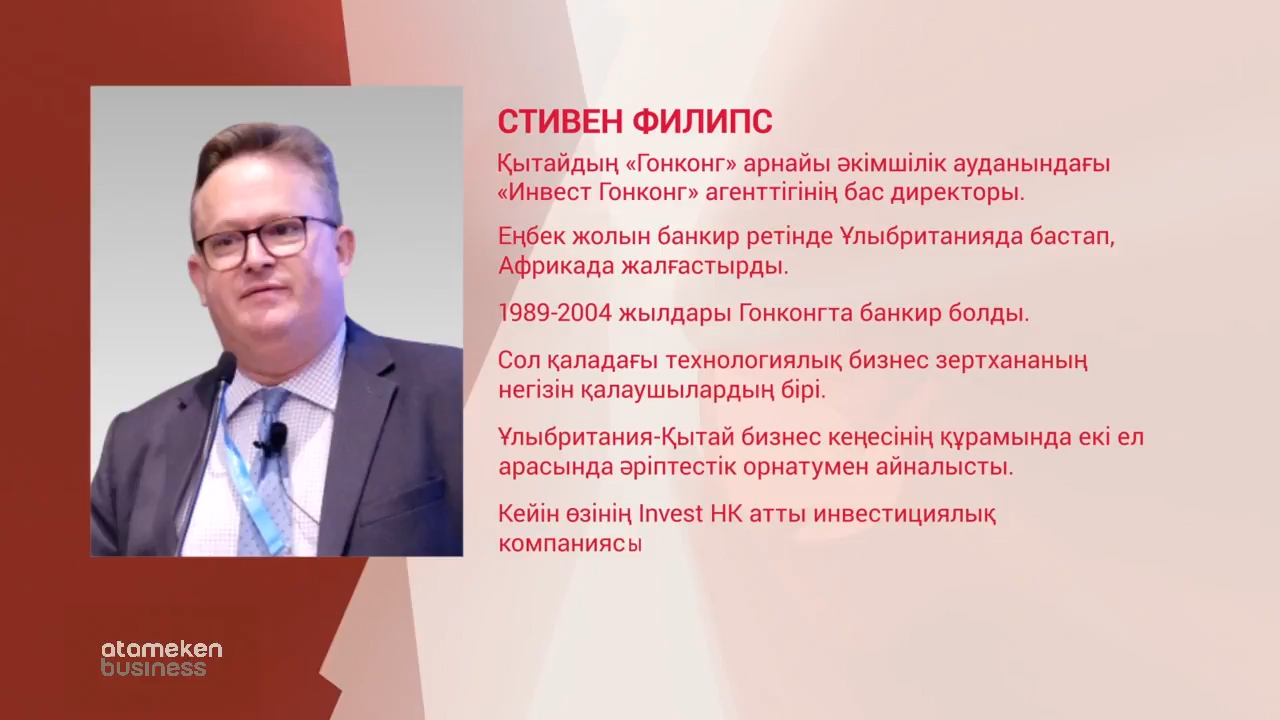 СТИВЕН ФИЛИПС
Қытайдың «Гонконг» арнайы әкімшілік ауданындағы
«Инвест Гонконг» агенттігінің бас директоры.
Еңбек жолын банкир ретінде Ұлыбританияда бастап,
Африкада жалғастырды.
1989-2004 жылдары Гонконгта банкир болды.
Сол қаладағы технологиялық бизнес зертхананың
негізін қалаушылардың бірі.
Ұлыбритания-Қытай бизнес кеңесінің құрамында екі ел
арасында әріптестік орнатумен айналысты.
Кейін өзінің Invest HK атты инвестициялық
компаниясы
atameken
business